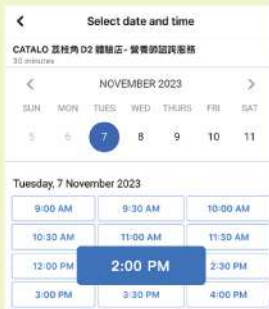 Select date and time
CATALO 荔枝角 D2 體驗店 - 營養師諮詢服務
30 minutes
NOVEMBER 2023
SUN MON TUES WED THURS FRI SAT
5 6 7 8 9 10 11
Tuesday, 7 November 2023
9:00 AM 9:30 AM 10:00 AM
10:30 AM 11:00 AM 11:30 AM
12:00 PM 2:00 PM 2:30 PM
3:00 PM 3:30 PM 4:00 PM